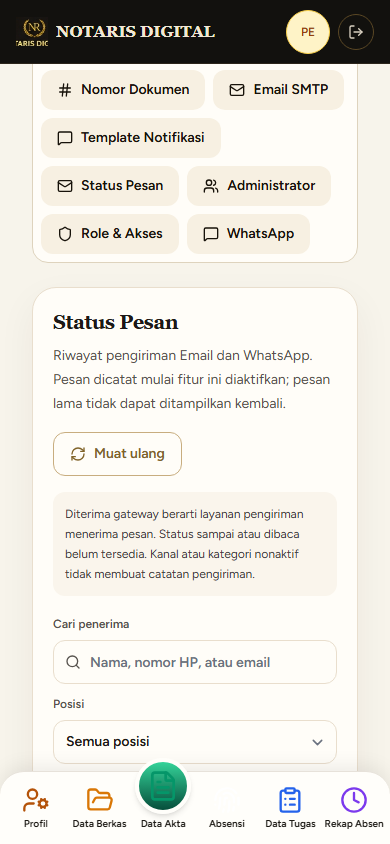 NR
TARIS DIC
NOTARIS DIGITAL
PE
Nomor Dokumen
Email SMTP
Template Notifikasi
Status Pesan
Administrator
Role & Akses
WhatsApp
Status Pesan
Riwayat pengiriman Email dan WhatsApp.
Pesan dicatat mulai fitur ini diaktifkan; pesan
lama tidak dapat ditampilkan kembali.
Muat ulang
Diterima gateway berarti layanan pengiriman
menerima pesan. Status sampai atau dibaca
belum tersedia. Kanal atau kategori nonaktif
tidak membuat catatan pengiriman.
Cari penerima
Nama, nomor HP, atau email
Posisi
Semua posisi
Profil
Data Berkas
Data Akta
Absensi
Data Tugas
Rekap Absen